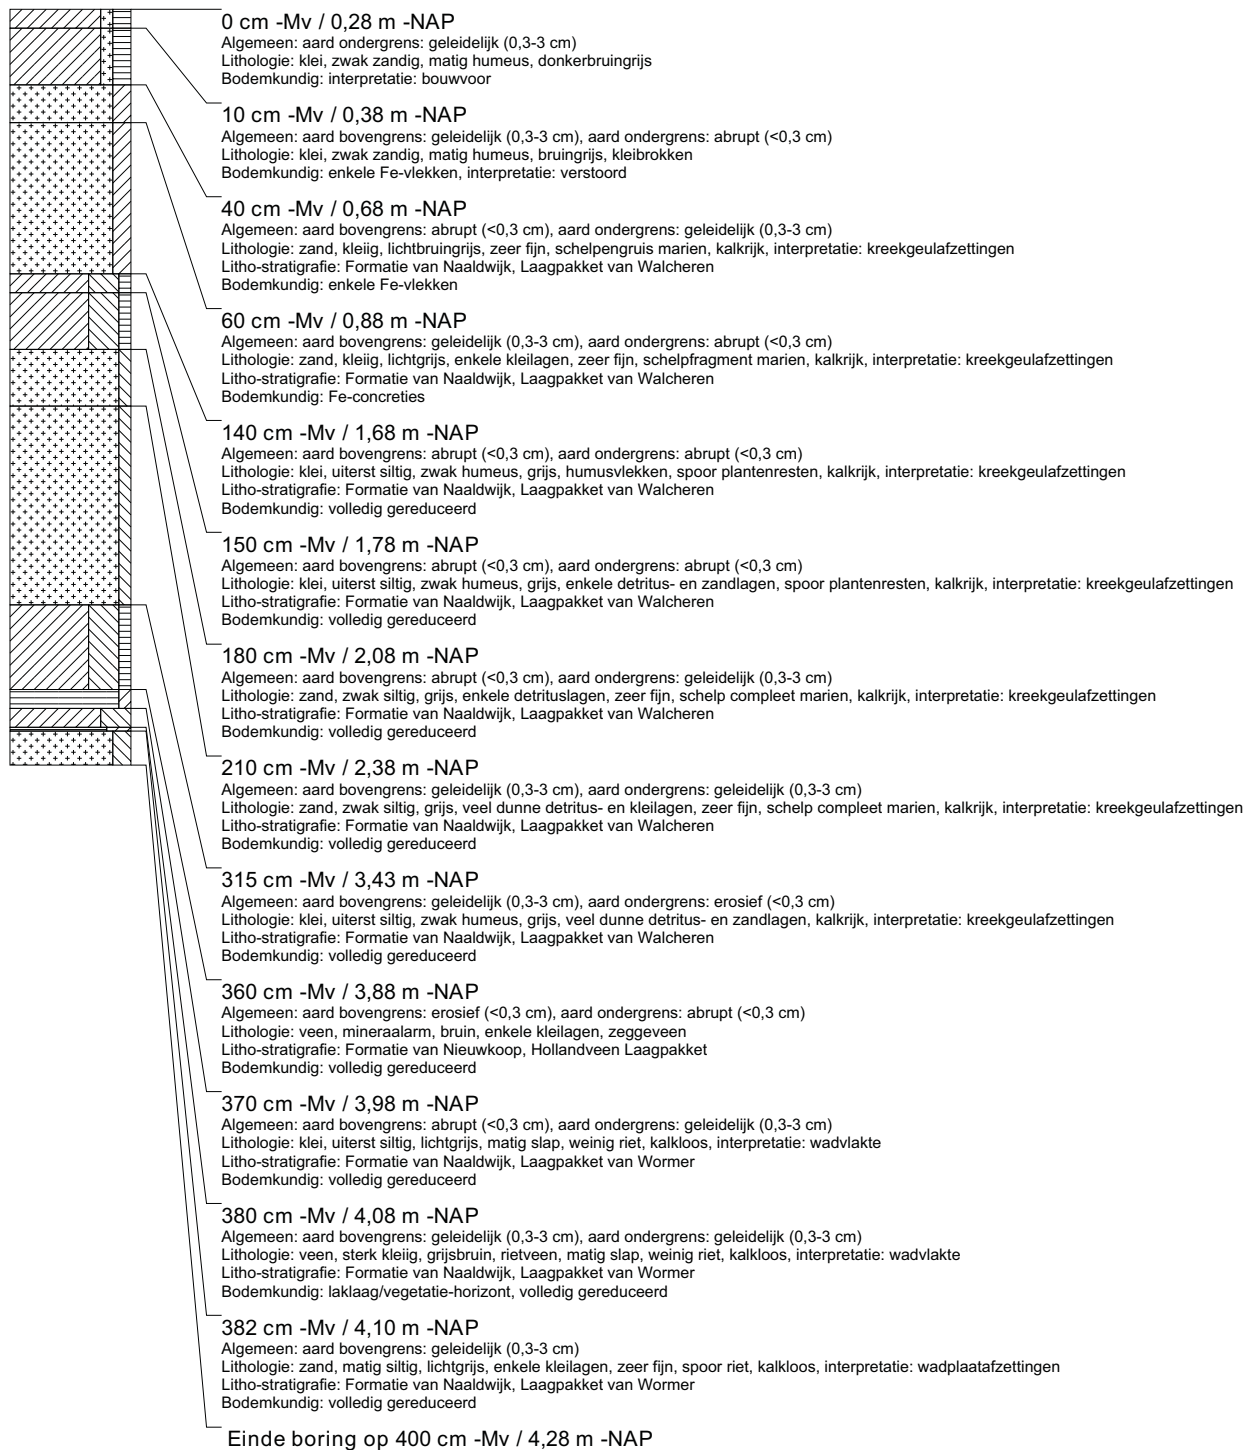 0 cm -Mv / 0,28 m -NAP
Algemeen: aard ondergrens: geleidelijk (0,3-3 cm)
Lithologie: klei, zwak zandig, matig humeus, donkerbruingrijs
Bodemkundig: interpretatie: bouwvoor
10 cm -Mv / 0,38 m -NAP
Algemeen: aard bovengrens: geleidelijk (0,3-3 cm), aard ondergrens: abrupt (<0,3 cm)
Lithologie: klei, zwak zandig, matig humeus, bruingrijs, kleibrokken
Bodemkundig: enkele Fe-vlekken, interpretatie: verstoord
40 cm -Mv / 0,68 m -NAP
Algemeen: aard bovengrens: abrupt (<0,3 cm), aard ondergrens: geleidelijk (0,3-3 cm)
Lithologie: zand, kleiig, lichtbruingrijs, zeer fijn, schelpengruis marien, kalkrijk, interpretatie: kreekgeulafzettingen
Litho-stratigrafie: Formatie van Naaldwijk, Laagpakket van Walcheren
Bodemkundig: enkele Fe-vlekken
60 cm -Mv / 0,88 m -NAP
Algemeen: aard bovengrens: geleidelijk (0,3-3 cm), aard ondergrens: abrupt (<0,3 cm)
Lithologie: zand, kleiig, lichtgrijs, enkele kleilagen, zeer fijn, schelpfragment marien, kalkrijk, interpretatie: kreekgeulafzettingen
Litho-stratigrafie: Formatie van Naaldwijk, Laagpakket van Walcheren
Bodemkundig: Fe-concreties
140 cm -Mv / 1,68 m -NAP
Algemeen: aard bovengrens: abrupt (<0,3 cm), aard ondergrens: abrupt (<0,3 cm)
Lithologie: klei, uiterst siltig, zwak humeus, grijs, humusvlekken, spoor plantenresten, kalkrijk, interpretatie: kreekgeulafzettingen
Litho-stratigrafie: Formatie van Naaldwijk, Laagpakket van Walcheren
Bodemkundig: volledig gereduceerd
150 cm -Mv / 1,78 m -NAP
Algemeen: aard bovengrens: abrupt (<0,3 cm), aard ondergrens: abrupt (<0,3 cm)
Lithologie: klei, uiterst siltig, zwak humeus, grijs, enkele detritus- en zandlagen, spoor plantenresten, kalkrijk, interpretatie: kreekgeulafzettingen
Litho-stratigrafie: Formatie van Naaldwijk, Laagpakket van Walcheren
Bodemkundig: volledig gereduceerd
180 cm -Mv / 2,08 m -NAP
Algemeen: aard bovengrens: abrupt (<0,3 cm), aard ondergrens: geleidelijk (0,3-3 cm)
Lithologie: zand, zwak siltig, grijs, enkele detrituslagen, zeer fijn, schelp compleet marien, kalkrijk, interpretatie: kreekgeulafzettingen
Litho-stratigrafie: Formatie van Naaldwijk, Laagpakket van Walcheren
Bodemkundig: volledig gereduceerd
210 cm -Mv / 2,38 m -NAP
Algemeen: aard bovengrens: geleidelijk (0,3-3 cm), aard ondergrens: geleidelijk (0,3-3 cm)
Lithologie: zand, zwak siltig, grijs, veel dunne detritus- en kleilagen, zeer fijn, schelp compleet marien, kalkrijk, interpretatie: kreekgeulafzettingen
Litho-stratigrafie: Formatie van Naaldwijk, Laagpakket van Walcheren
Bodemkundig: volledig gereduceerd
315 cm -Mv / 3,43 m -NAP
Algemeen: aard bovengrens: geleidelijk (0,3-3 cm), aard ondergrens: erosief (<0,3 cm)
Lithologie: klei, uiterst siltig, zwak humeus, grijs, veel dunne detritus- en zandlagen, kalkrijk, interpretatie: kreekgeulafzettingen
Litho-stratigrafie: Formatie van Naaldwijk, Laagpakket van Walcheren
Bodemkundig: volledig gereduceerd
360 cm -Mv / 3,88 m -NAP
Algemeen: aard bovengrens: erosief (<0,3 cm), aard ondergrens: abrupt (<0,3 cm)
Lithologie: veen, mineraalarm, bruin, enkele kleilagen, zeggeveen
Litho-stratigrafie: Formatie van Nieuwkoop, Hollandveen Laagpakket
Bodemkundig: volledig gereduceerd
370 cm -Mv / 3,98 m -NAP
Algemeen: aard bovengrens: abrupt (<0,3 cm), aard ondergrens: geleidelijk (0,3-3 cm)
Lithologie: klei, uiterst siltig, lichtgrijs, matig slap, weinig riet, kalkloos, interpretatie: wadvlakte
Litho-stratigrafie: Formatie van Naaldwijk, Laagpakket van Wormer
Bodemkundig: volledig gereduceerd
380 cm -Mv / 4,08 m -NAP
Algemeen: aard bovengrens: geleidelijk (0,3-3 cm), aard ondergrens: geleidelijk (0,3-3 cm)
Lithologie: veen, sterk kleiig, grijsbruin, rietveen, matig slap, weinig riet, kalkloos, interpretatie: wadvlakte
Litho-stratigrafie: Formatie van Naaldwijk, Laagpakket van Wormer
Bodemkundig: laklaag/vegetatie-horizont, volledig gereduceerd
382 cm -Mv / 4,10 m -NAP
Algemeen: aard bovengrens: geleidelijk (0,3-3 cm)
Lithologie: zand, matig siltig, lichtgrijs, enkele kleilagen, zeer fijn, spoor riet, kalkloos, interpretatie: wadplaatafzettingen
Litho-stratigrafie: Formatie van Naaldwijk, Laagpakket van Wormer
Bodemkundig: volledig gereduceerd
Einde boring op 400 cm -Mv / 4,28 m -NAP